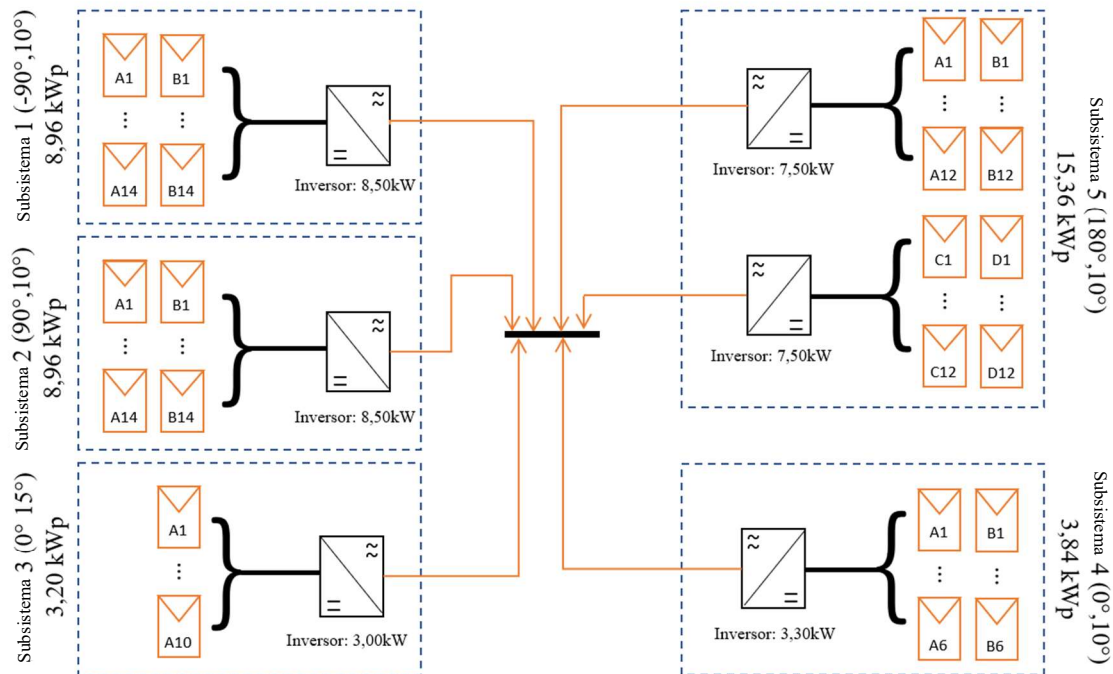 Subsistema 1 (-90°,10°)
8,96 kWp
A1 B1
⋮ ⋮
A14 B14
Inversor: 8,50kW
Subsistema 2 (90°,10°)
8,96 kWp
A1 B1
⋮ ⋮
A14 B14
Inversor: 8,50kW
Subsistema 3 (0° 15°)
3,20 kWp
A1
⋮
A10
Inversor: 3,00kW
Subsistema 5 (180°,10°)
15,36 kWp
A1 B1
⋮ ⋮
A12 B12
Inversor: 7,50kW
C1 D1
⋮ ⋮
C12 D12
Inversor: 7,50kW
Subsistema 4 (0°,10°)
3,84 kWp
A1 B1
⋮ ⋮
A6 B6
Inversor: 3,30kW